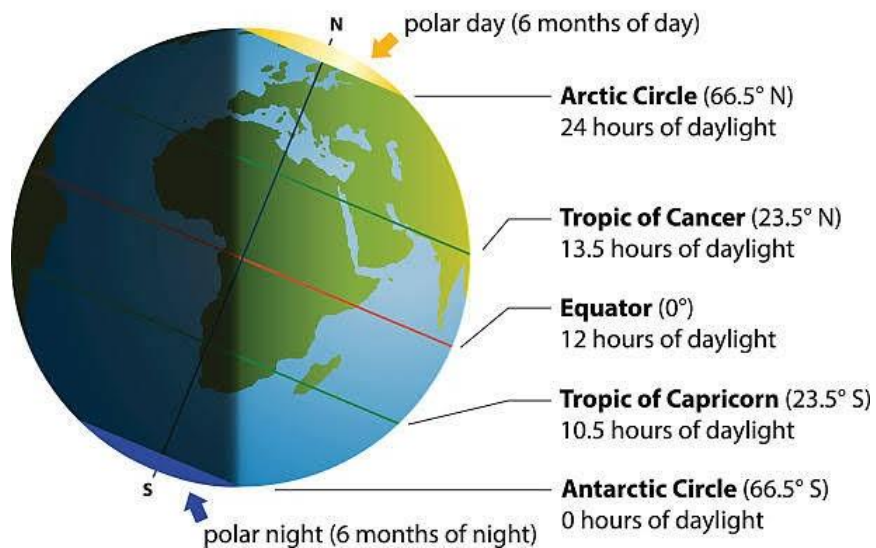 N
polar day (6 months of day)
Arctic Circle (66.5° N)
24 hours of daylight
Tropic of Cancer (23.5° N)
13.5 hours of daylight
Equator (0°)
12 hours of daylight
Tropic of Capricorn (23.5° S)
10.5 hours of daylight
Antarctic Circle (66.5° S)
0 hours of daylight
S
polar night (6 months of night)